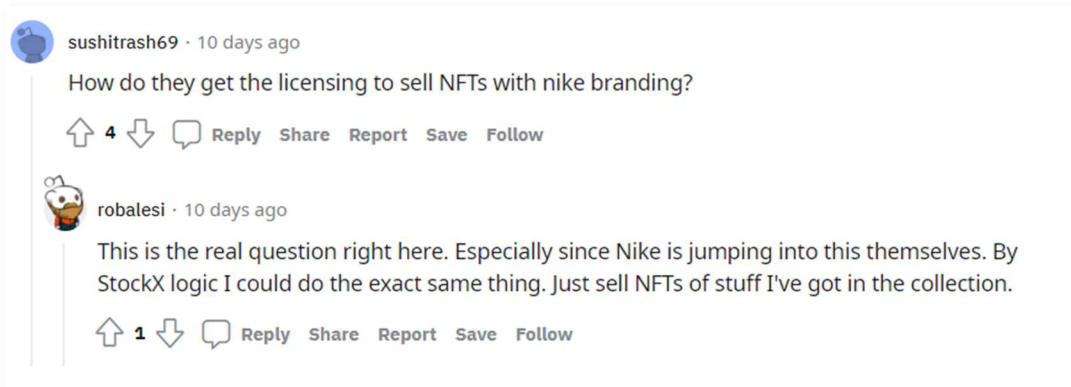 sushitrash69 · 10 days ago
How do they get the licensing to sell NFTs with nike branding?
4 Reply Share Report Save Follow
robalesi · 10 days ago
This is the real question right here. Especially since Nike is jumping into this themselves. By
StockX logic I could do the exact same thing. Just sell NFTs of stuff I've got in the collection.
1 Reply Share Report Save Follow